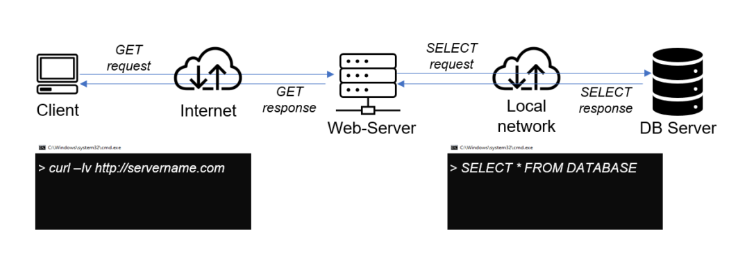 GET
request
SELECT
request
GET
response
SELECT
response
Client
Internet
Web-Server
Local
network
DB Server
C:\Windows\system32\cmd.exe
> curl –Iv http://servername.com
C:\Windows\system32\cmd.exe
> SELECT * FROM DATABASE